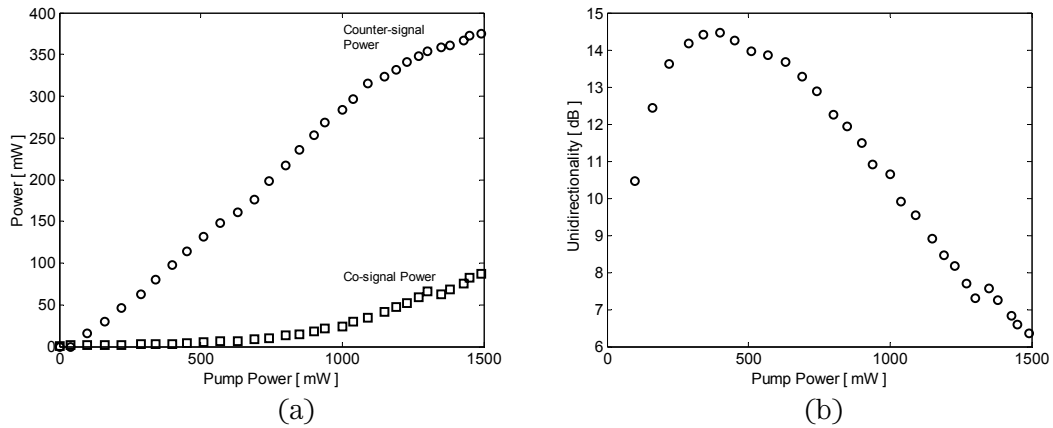 400
350
300
250
200
150
100
50
0
Power [ mW ]
Counter-signal
Power
Co-signal Power
0 500 1000 1500
Pump Power [ mW ]
(a)
15
14
13
12
11
10
9
8
7
6
Unidirectionality [ dB ]
0 500 1000 1500
Pump Power [ mW ]
(b)